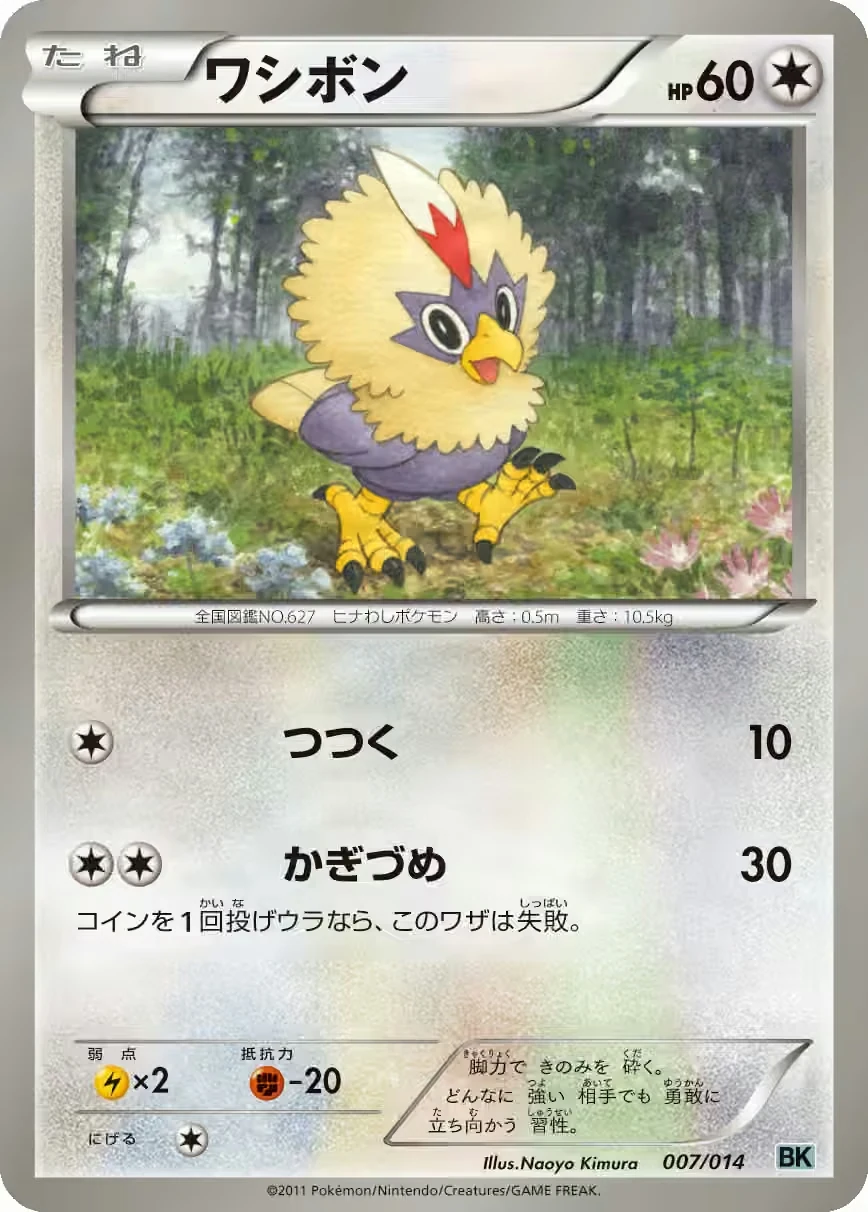 たね ワシボン HP60
全国図鑑NO.627 ヒナわしポケモン 高さ:0.5m 重さ:10.5kg
つつく 10
かぎづめ 30
コインを1回投げウラなら、このワザは失敗。
弱点 抵抗力
×2 -20
にげる
脚力で きのみを 砕く。
どんなに 強い 相手でも 勇敢に
立ち向かう 習性。
Illus.Naoyo Kimura 007/014 BK
©2011 Pokémon/Nintendo/Creatures/GAME FREAK.